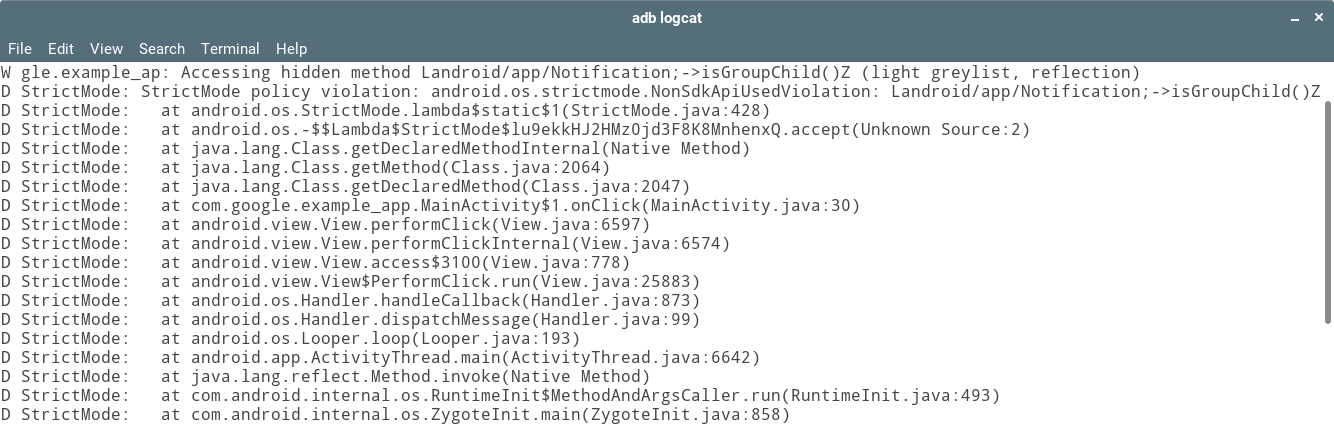 adb logcat
File Edit View Search Terminal Help
W gle.example_ap: Accessing hidden method Landroid/app/Notification;->isGroupChild()Z (light greylist, reflection)
D StrictMode: StrictMode policy violation: android.os.strictmode.NonSdkApiUsedViolation: Landroid/app/Notification;->isGroupChild()Z
D StrictMode:   at android.os.StrictMode.lambda$static$1(StrictMode.java:428)
D StrictMode:   at android.os.-$$Lambda$StrictMode$lu9ekkHJ2HMz0jd3F8K8MnhenxQ.accept(Unknown Source:2)
D StrictMode:   at java.lang.Class.getDeclaredMethodInternal(Native Method)
D StrictMode:   at java.lang.Class.getMethod(Class.java:2064)
D StrictMode:   at java.lang.Class.getDeclaredMethod(Class.java:2047)
D StrictMode:   at com.google.example_app.MainActivity$1.onClick(MainActivity.java:30)
D StrictMode:   at android.view.View.performClick(View.java:6597)
D StrictMode:   at android.view.View.performClickInternal(View.java:6574)
D StrictMode:   at android.view.View.access$3100(View.java:778)
D StrictMode:   at android.view.View$PerformClick.run(View.java:25883)
D StrictMode:   at android.os.Handler.handleCallback(Handler.java:873)
D StrictMode:   at android.os.Handler.dispatchMessage(Handler.java:99)
D StrictMode:   at android.os.Looper.loop(Looper.java:193)
D StrictMode:   at android.app.ActivityThread.main(ActivityThread.java:6642)
D StrictMode:   at java.lang.reflect.Method.invoke(Native Method)
D StrictMode:   at com.android.internal.os.RuntimeInit$MethodAndArgsCaller.run(RuntimeInit.java:493)
D StrictMode:   at com.android.internal.os.ZygoteInit.main(ZygoteInit.java:858)